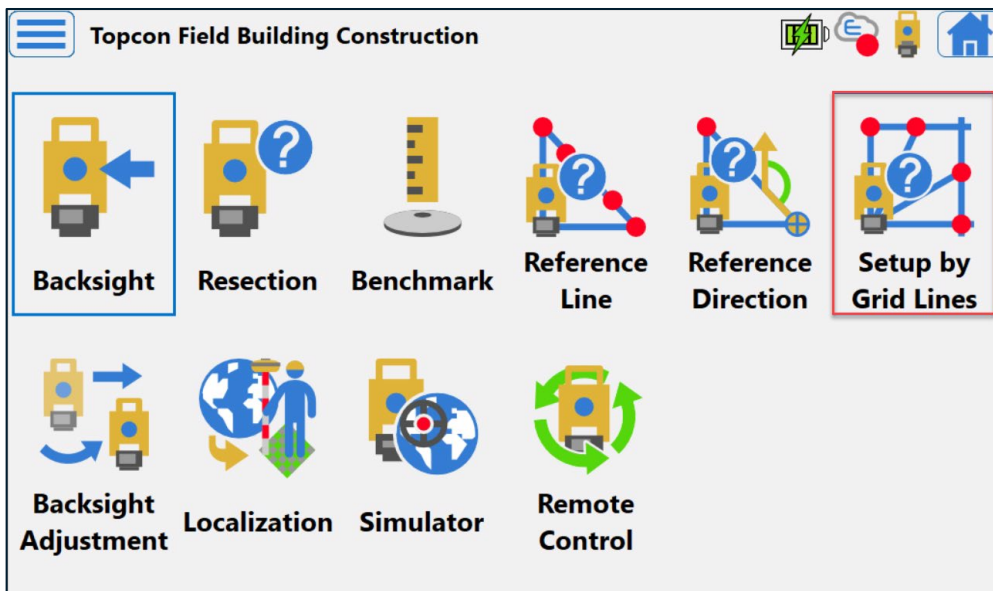 Topcon Field Building Construction
Backsight
Resection
Benchmark
Reference
Line
Reference
Direction
Setup by
Grid Lines
Backsight
Adjustment
Localization
Simulator
Remote
Control